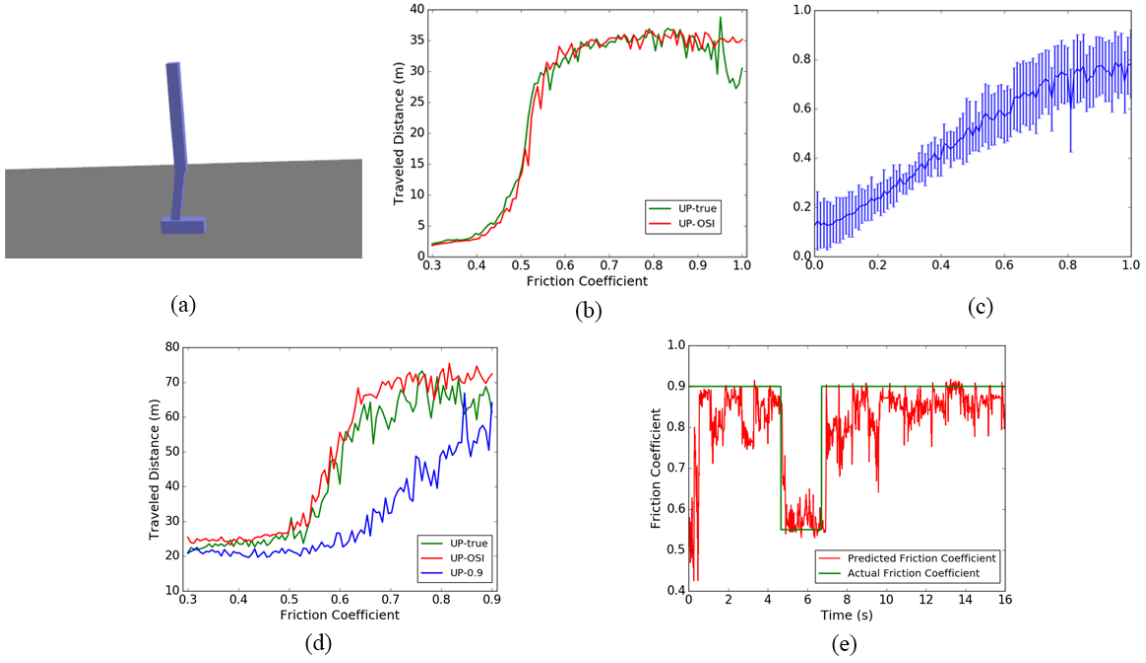 40
35
30
25
20
15
10
5
0
Traveled Distance (m)
UP-true
UP-OSI
0.3 0.4 0.5 0.6 0.7 0.8 0.9 1.0
Friction Coefficient
1.0
0.8
0.6
0.4
0.2
0.0
0.0 0.2 0.4 0.6 0.8 1.0
(a)
(b)
(c)
80
70
60
50
40
30
20
10
Traveled Distance (m)
UP-true
UP-OSI
UP-0.9
0.3 0.4 0.5 0.6 0.7 0.8 0.9
Friction Coefficient
1.0
0.9
0.8
0.7
0.6
0.5
0.4
Friction Coefficient
Predicted Friction Coefficient
Actual Friction Coefficient
0 2 4 6 8 10 12 14 16
Time (s)
(d)
(e)